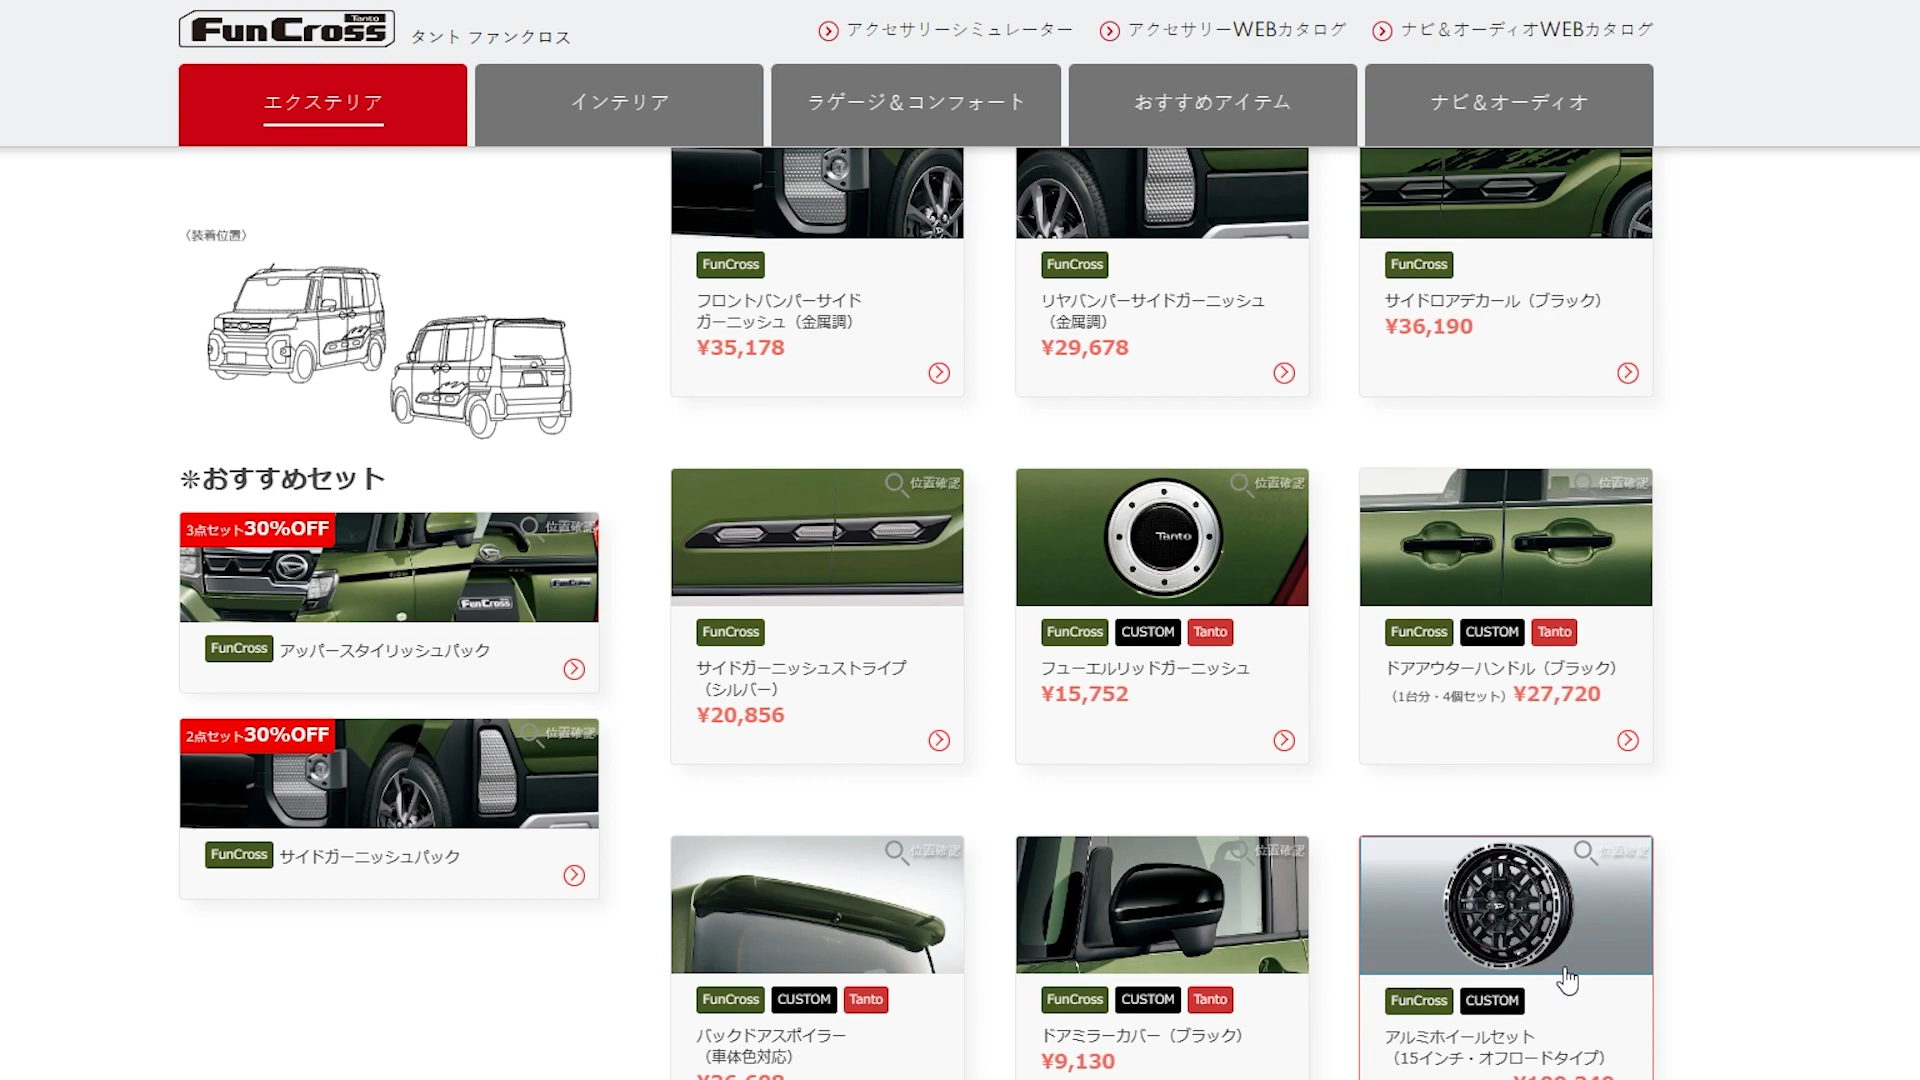 FunCross Tanto
タント ファンクロス
アクセサリーシミュレーター
アクセサリーWEBカタログ
ナビ＆オーディオWEBカタログ
エクステリア
インテリア
ラゲージ＆コンフォート
おすすめアイテム
ナビ＆オーディオ
〈装着位置〉
※おすすめセット
3点セット30%OFF
位置確認
FunCross
FunCross
FunCross アッパースタイリッシュパック
2点セット30%OFF
位置確認
FunCross サイドガーニッシュパック
FunCross
フロントバンパーサイド
ガーニッシュ（金属調）
¥35,178
FunCross
リヤバンパーサイドガーニッシュ
（金属調）
¥29,678
FunCross
サイドロアデカール（ブラック）
¥36,190
位置確認
FunCross
サイドガーニッシュストライプ
（シルバー）
¥20,856
位置確認
Tanto
FunCross CUSTOM Tanto
フューエルリッドガーニッシュ
¥15,752
位置確認
FunCross CUSTOM Tanto
ドアアウターハンドル（ブラック）
（1台分・4個セット）¥27,720
位置確認
FunCross CUSTOM Tanto
バックドアスポイラー
（車体色対応）
位置確認
FunCross CUSTOM Tanto
ドアミラーカバー（ブラック）
¥9,130
位置確認
FunCross CUSTOM
アルミホイールセット
（15インチ・オフロードタイプ）